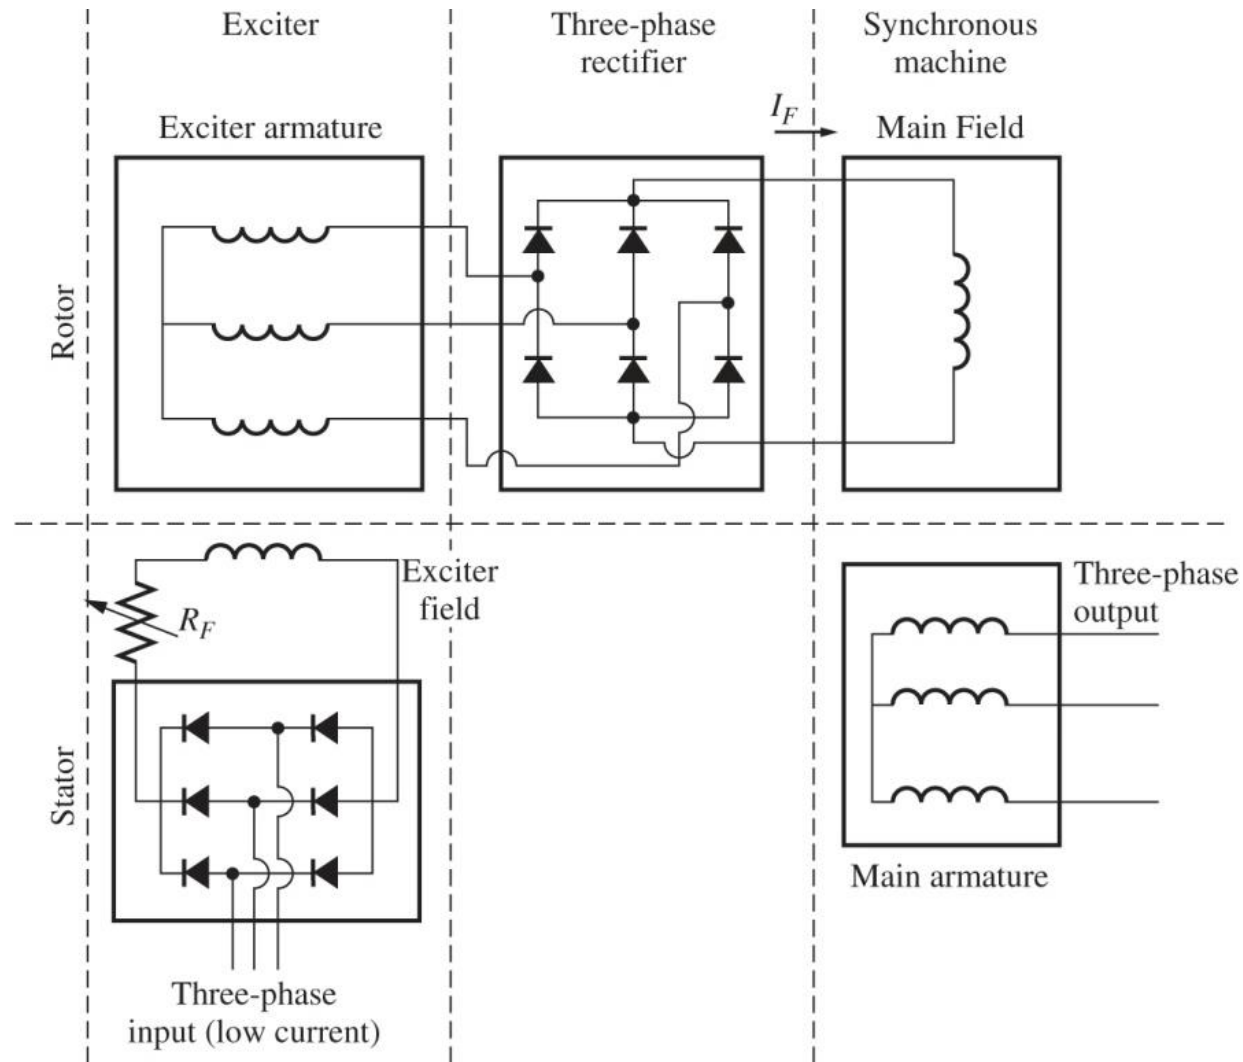 Exciter
Three-phase
rectifier
Synchronous
machine
Exciter armature
I_F
Main Field
Rotor
Exciter
field
R_F
Three-phase
output
Stator
Main armature
Three-phase
input (low current)